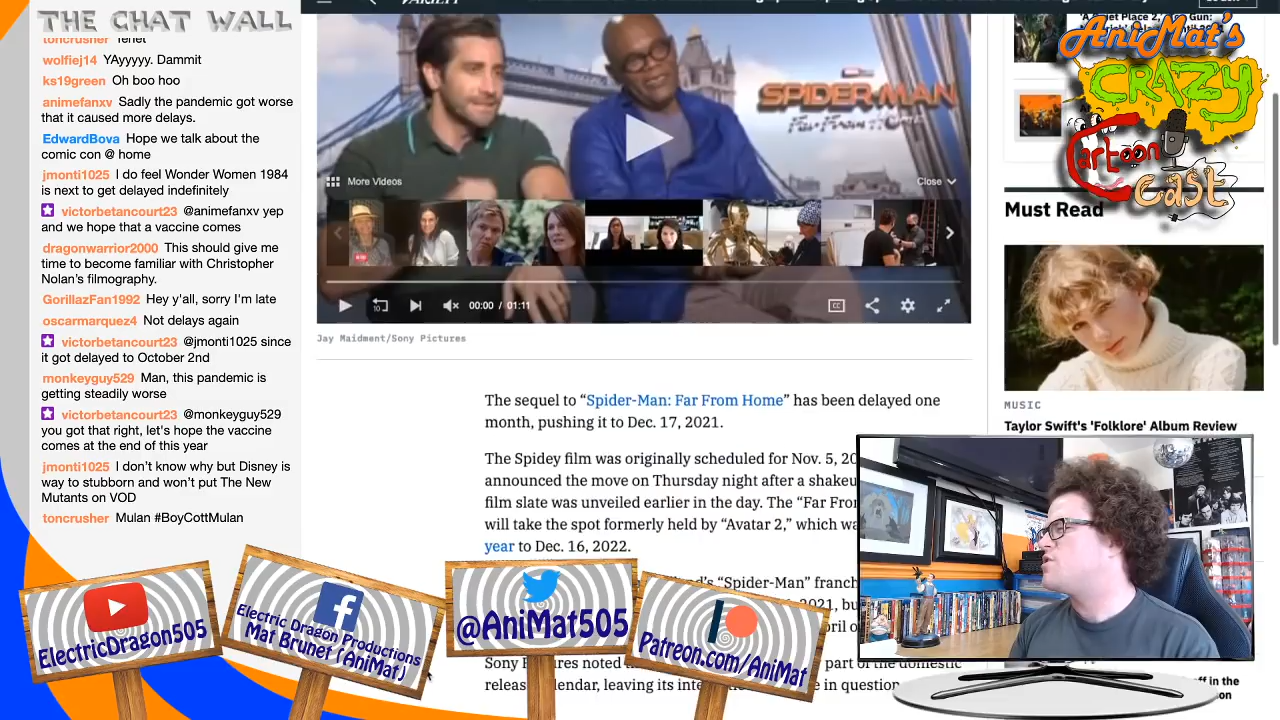 THE CHAT WALL
toncrusher Tenet
wolfiej14 YAyyyyy. Dammit
ks19green Oh boo hoo
animefanxv Sadly the pandemic got worse
that it caused more delays.
EdwardBova Hope we talk about the
comic con @ home
jmonti1025 I do feel Wonder Women 1984
is next to get delayed indefinitely
victorbetancourt23 @animefanxv yep
and we hope that a vaccine comes
dragonwarrior2000 This should give me
time to become familiar with Christopher
Nolan's filmography.
GorillazFan1992 Hey y'all, sorry I'm late
oscarmarquez4 Not delays again
victorbetancourt23 @jmonti1025 since
it got delayed to October 2nd
monkeyguy529 Man, this pandemic is
getting steadily worse
victorbetancourt23 @monkeyguy529
you got that right, let's hope the vaccine
comes at the end of this year
jmonti1025 I don't know why but Disney is
way to stubborn and won't put The New
Mutants on VOD
toncrusher Mulan #BoyCottMulan
SPIDER-MAN
FAR FROM HOME
More Videos
Close
00:00 / 01:11
CC
Jay Maidment/Sony Pictures
The sequel to “Spider-Man: Far From Home” has been delayed one
month, pushing it to Dec. 17, 2021.
The Spidey film was originally scheduled for Nov. 5, 20
announced the move on Thursday night after a shakeu
film slate was unveiled earlier in the day. The “Far Fro
will take the spot formerly held by “Avatar 2,” which wa
year to Dec. 16, 2022.
“Spider-Man” franch
2021, bu
part of the domestic
in question
AniMat's
CRAZY
Cartoon
Cast
Must Read
MUSIC
Taylor Swift's 'Folklore' Album Review
ElectricDragon505
Electric Dragon Productions
Mat Brunet (AniMat)
@AniMat505
Patreon.com/AniMat